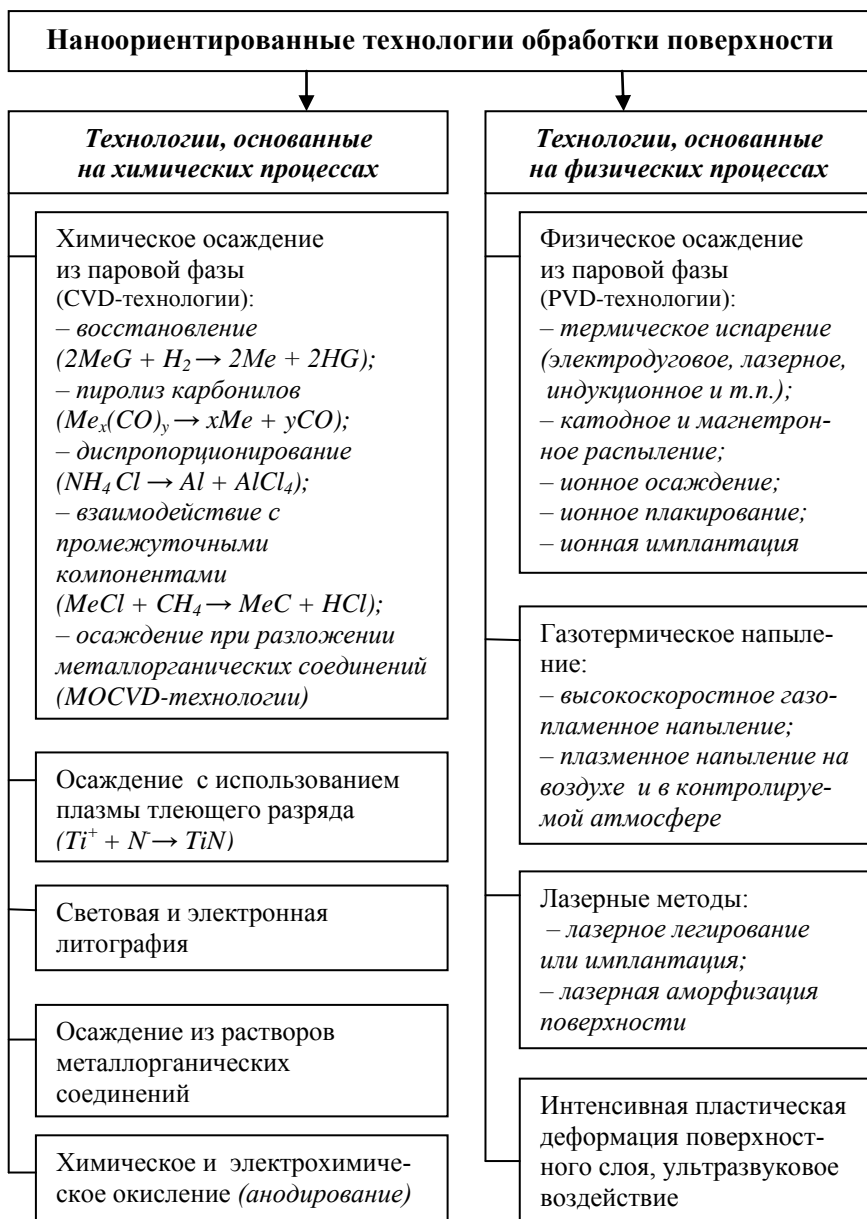 Наноориентированные технологии обработки поверхности
Технологии, основанные
на химических процессах
Химическое осаждение
из паровой фазы
(CVD-технологии):
– восстановление
(2MeG + H₂ → 2Me + 2HG);
– пиролиз карбонилов
(Meₓ(CO)ᵧ → xMe + yCO);
– диспропорционирование
(NH₄ Cl → Al + AlCl₄);
– взаимодействие с
промежуточными
компонентами
(MeCl + CH₄ → MeC + HCl);
– осаждение при разложении
металлорганических соединений
(MOCVD-технологии)
Осаждение с использованием
плазмы тлеющего разряда
(Ti⁺ + N⁻ → TiN)
Световая и электронная
литография
Осаждение из растворов
металлорганических
соединений
Химическое и электрохимиче-
ское окисление (анодирование)
Технологии, основанные
на физических процессах
Физическое осаждение
из паровой фазы
(PVD-технологии):
– термическое испарение
(электродуговое, лазерное,
индукционное и т.п.);
– катодное и магнетрон-
ное распыление;
– ионное осаждение;
– ионное плакирование;
– ионная имплантация
Газотермическое напыле-
ние:
– высокоскоростное газо-
пламенное напыление;
– плазменное напыление на
воздухе и в контролируе-
мой атмосфере
Лазерные методы:
– лазерное легирование
или имплантация;
– лазерная аморфизация
поверхности
Интенсивная пластическая
деформация поверхност-
ного слоя, ультразвуковое
воздействие